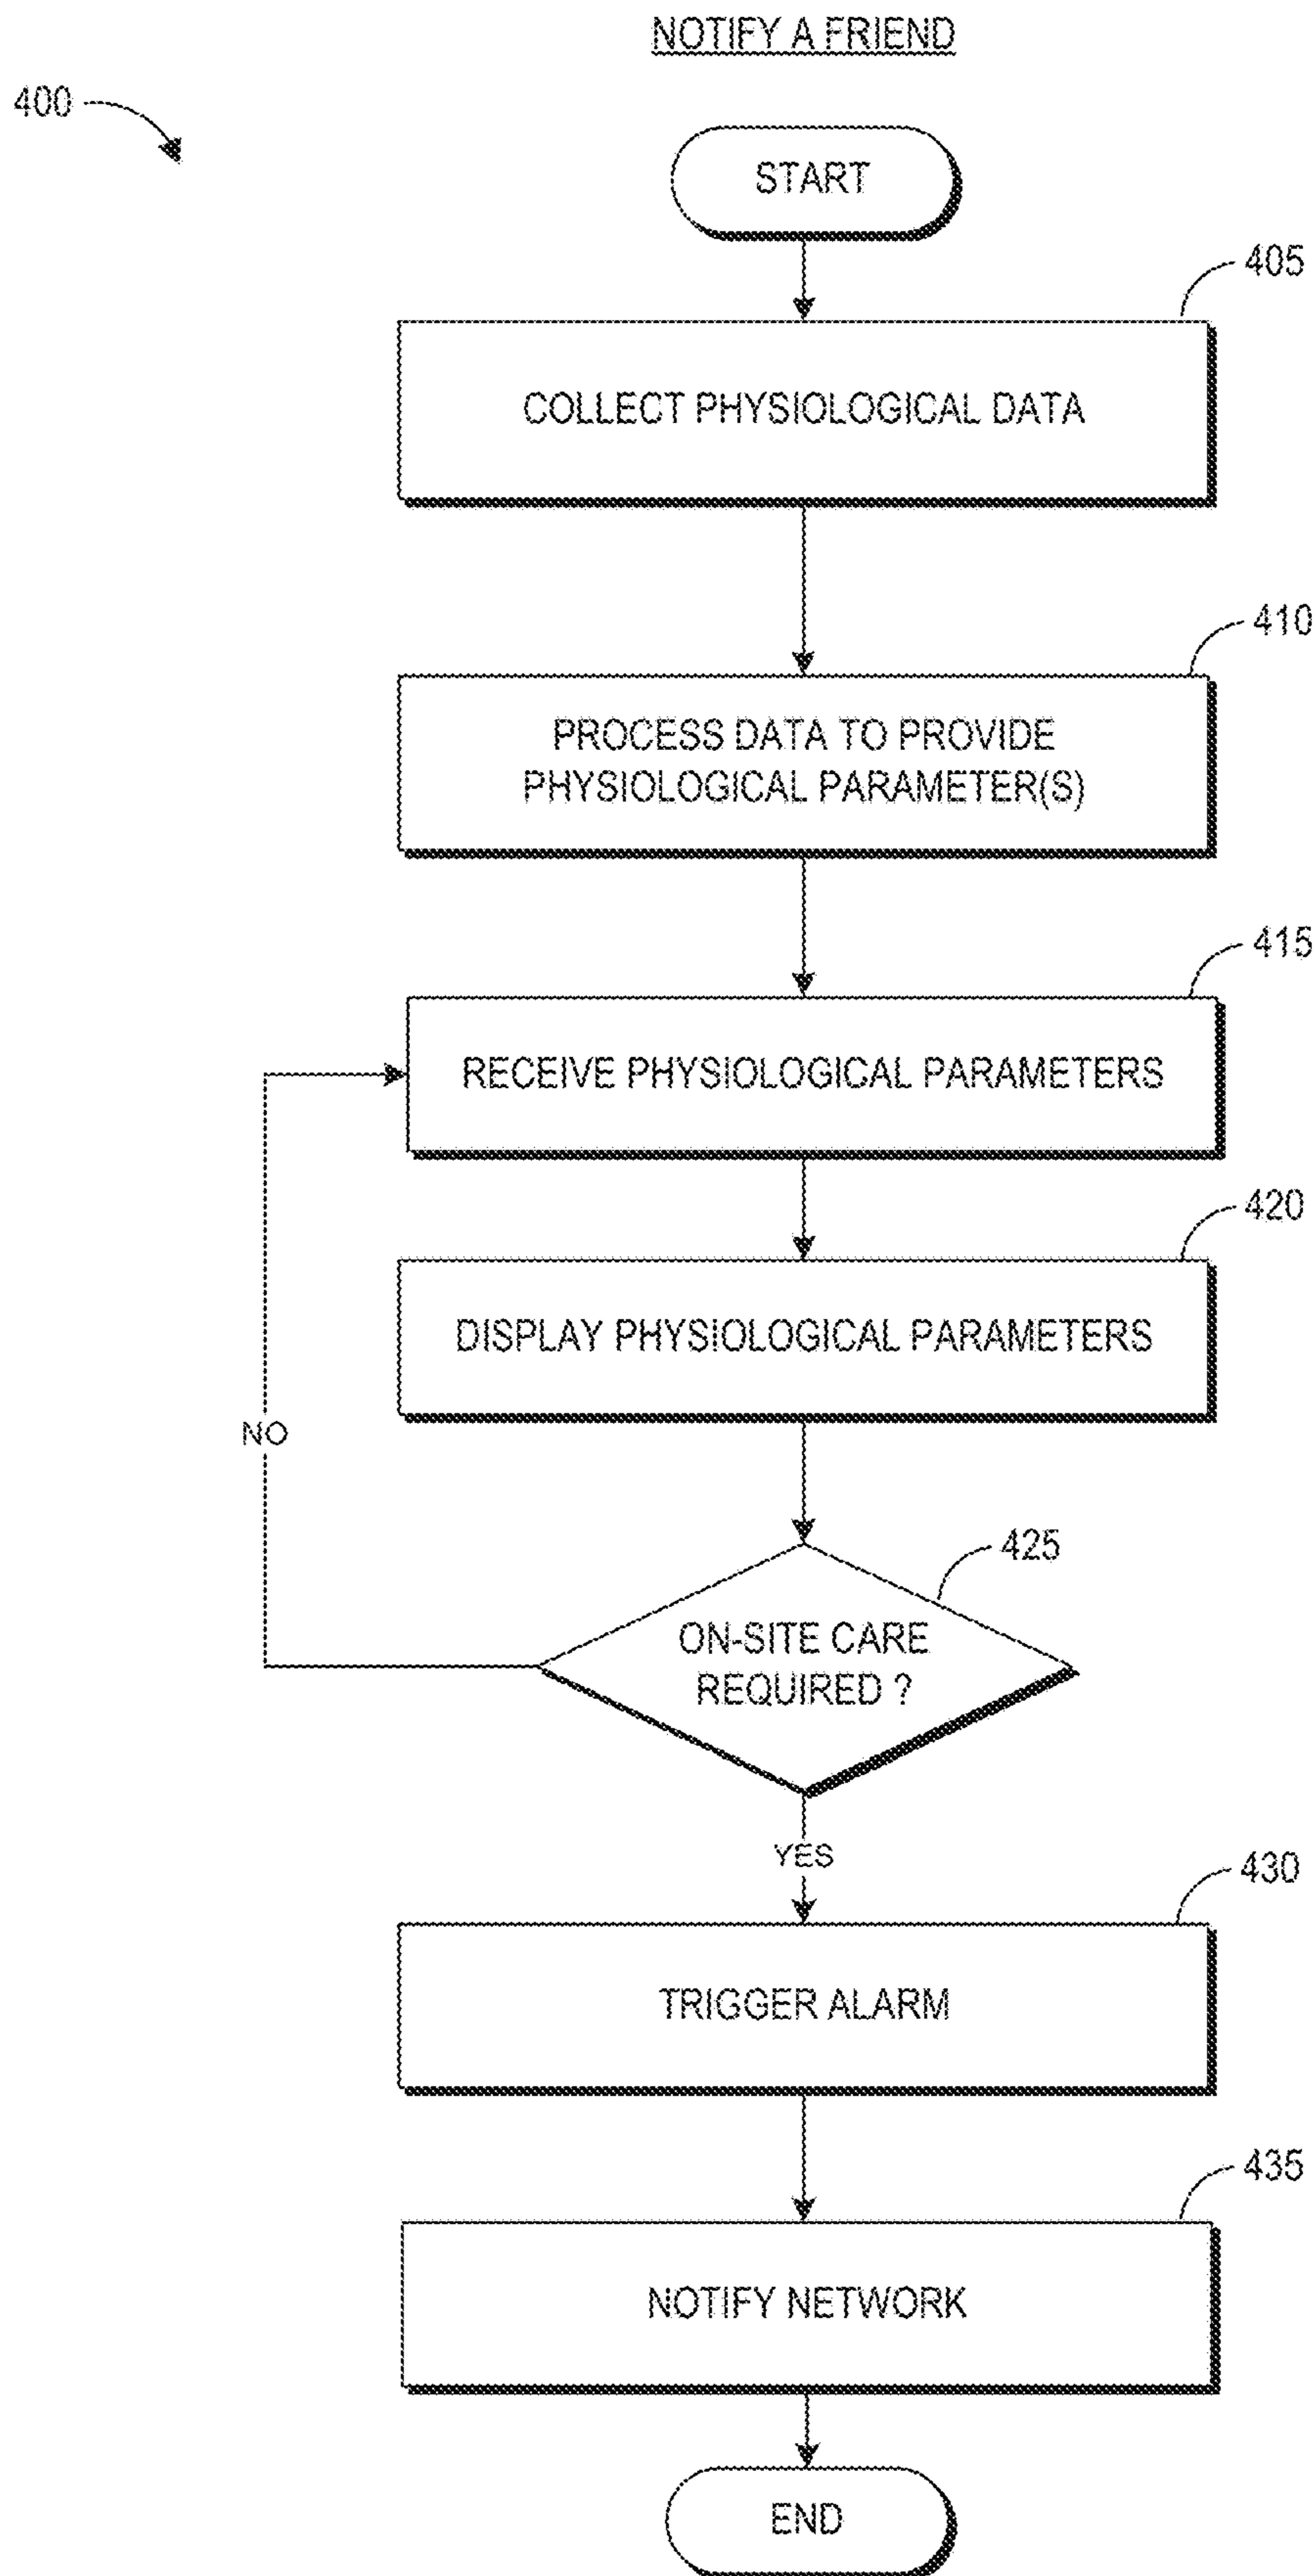 NOTIFY A FRIEND
400
START
405
COLLECT PHYSIOLOGICAL DATA
410
PROCESS DATA TO PROVIDE
PHYSIOLOGICAL PARAMETER(S)
415
RECEIVE PHYSIOLOGICAL PARAMETERS
420
DISPLAY PHYSIOLOGICAL PARAMETERS
NO
425
ON-SITE CARE
REQUIRED ?
YES
430
TRIGGER ALARM
435
NOTIFY NETWORK
END